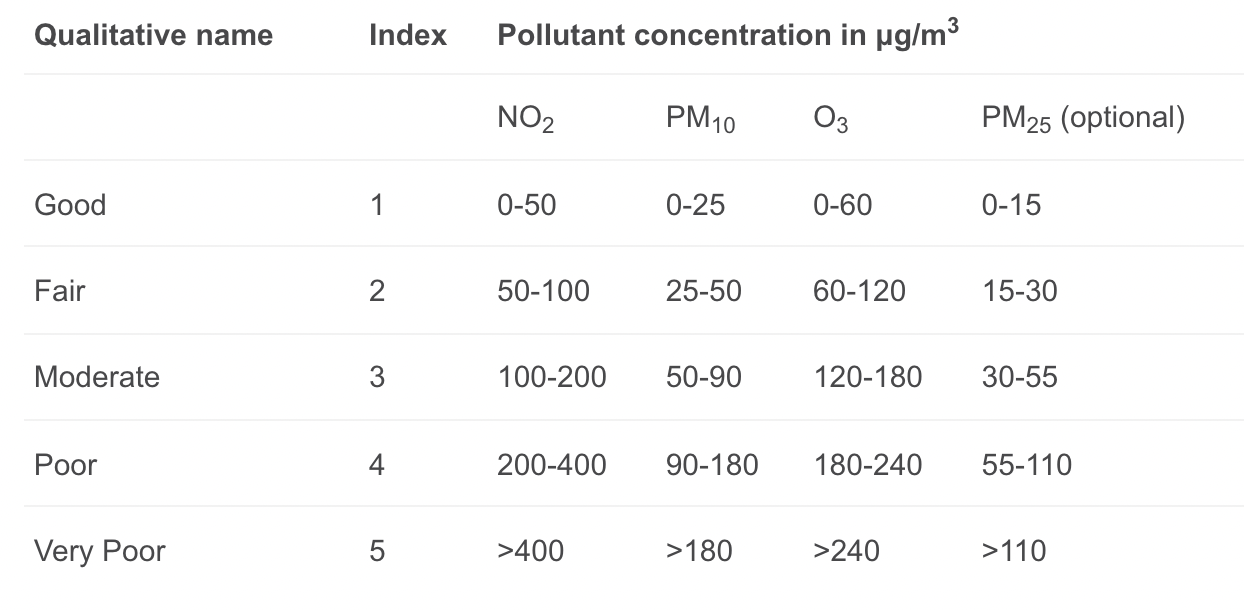 Qualitative name Index Pollutant concentration in μg/m³
NO₂ PM₁₀ O₃ PM₂₅ (optional)
Good 1 0-50 0-25 0-60 0-15
Fair 2 50-100 25-50 60-120 15-30
Moderate 3 100-200 50-90 120-180 30-55
Poor 4 200-400 90-180 180-240 55-110
Very Poor 5 >400 >180 >240 >110